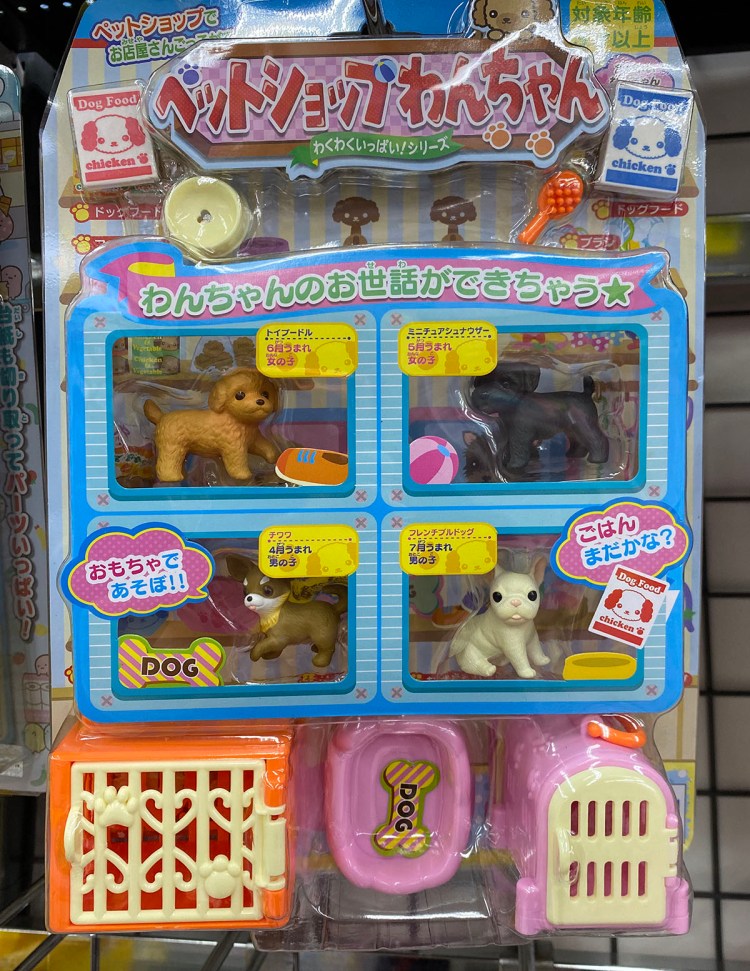 ペットショップで
お店屋さん
対象年齢
以上
ペットショップわんちゃん
わくわくいっぱい!シリーズ
Dog Food
chicken
Dog Food
chicken
ドッグフード
ドッグフード
ブラシ
わんちゃんのお世話ができちゃう★
トイプードル
6月うまれ
女の子
ミニチュアシュナウザー
5月うまれ
女の子
おもちゃで
あそぼ!!
チワワ
4月うまれ
男の子
フレンチブルドッグ
7月うまれ
男の子
ごはん
まだかな?
Dog Food
chicken
DOG
DOG